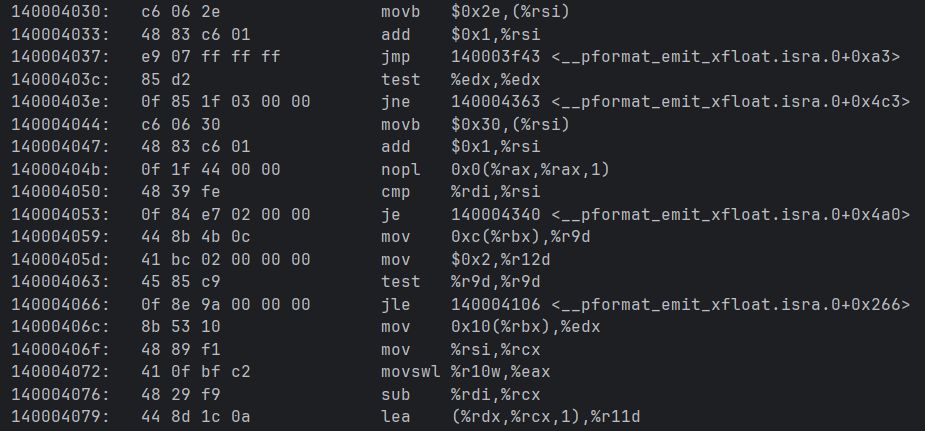 140004030: c6 06 2e movb $0x2e,(%rsi)
140004033: 48 83 c6 01 add $0x1,%rsi
140004037: e9 07 ff ff ff jmp 140003f43 <__pformat_emit_xfloat.isra.0+0xa3>
14000403c: 85 d2 test %edx,%edx
14000403e: 0f 85 1f 03 00 00 jne 140004363 <__pformat_emit_xfloat.isra.0+0x4c3>
140004044: c6 06 30 movb $0x30,(%rsi)
140004047: 48 83 c6 01 add $0x1,%rsi
14000404b: 0f 1f 44 00 00 nopl 0x0(%rax,%rax,1)
140004050: 48 39 fe cmp %rdi,%rsi
140004053: 0f 84 e7 02 00 00 je 140004340 <__pformat_emit_xfloat.isra.0+0x4a0>
140004059: 44 8b 4b 0c mov 0xc(%rbx),%r9d
14000405d: 41 bc 02 00 00 00 mov $0x2,%r12d
140004063: 45 85 c9 test %r9d,%r9d
140004066: 0f 8e 9a 00 00 00 jle 140004106 <__pformat_emit_xfloat.isra.0+0x266>
14000406c: 8b 53 10 mov 0x10(%rbx),%edx
14000406f: 48 89 f1 mov %rsi,%rcx
140004072: 41 0f bf c2 movswl %r10w,%eax
140004076: 48 29 f9 sub %rdi,%rcx
140004079: 44 8d 1c 0a lea (%rdx,%rcx,1),%r11d